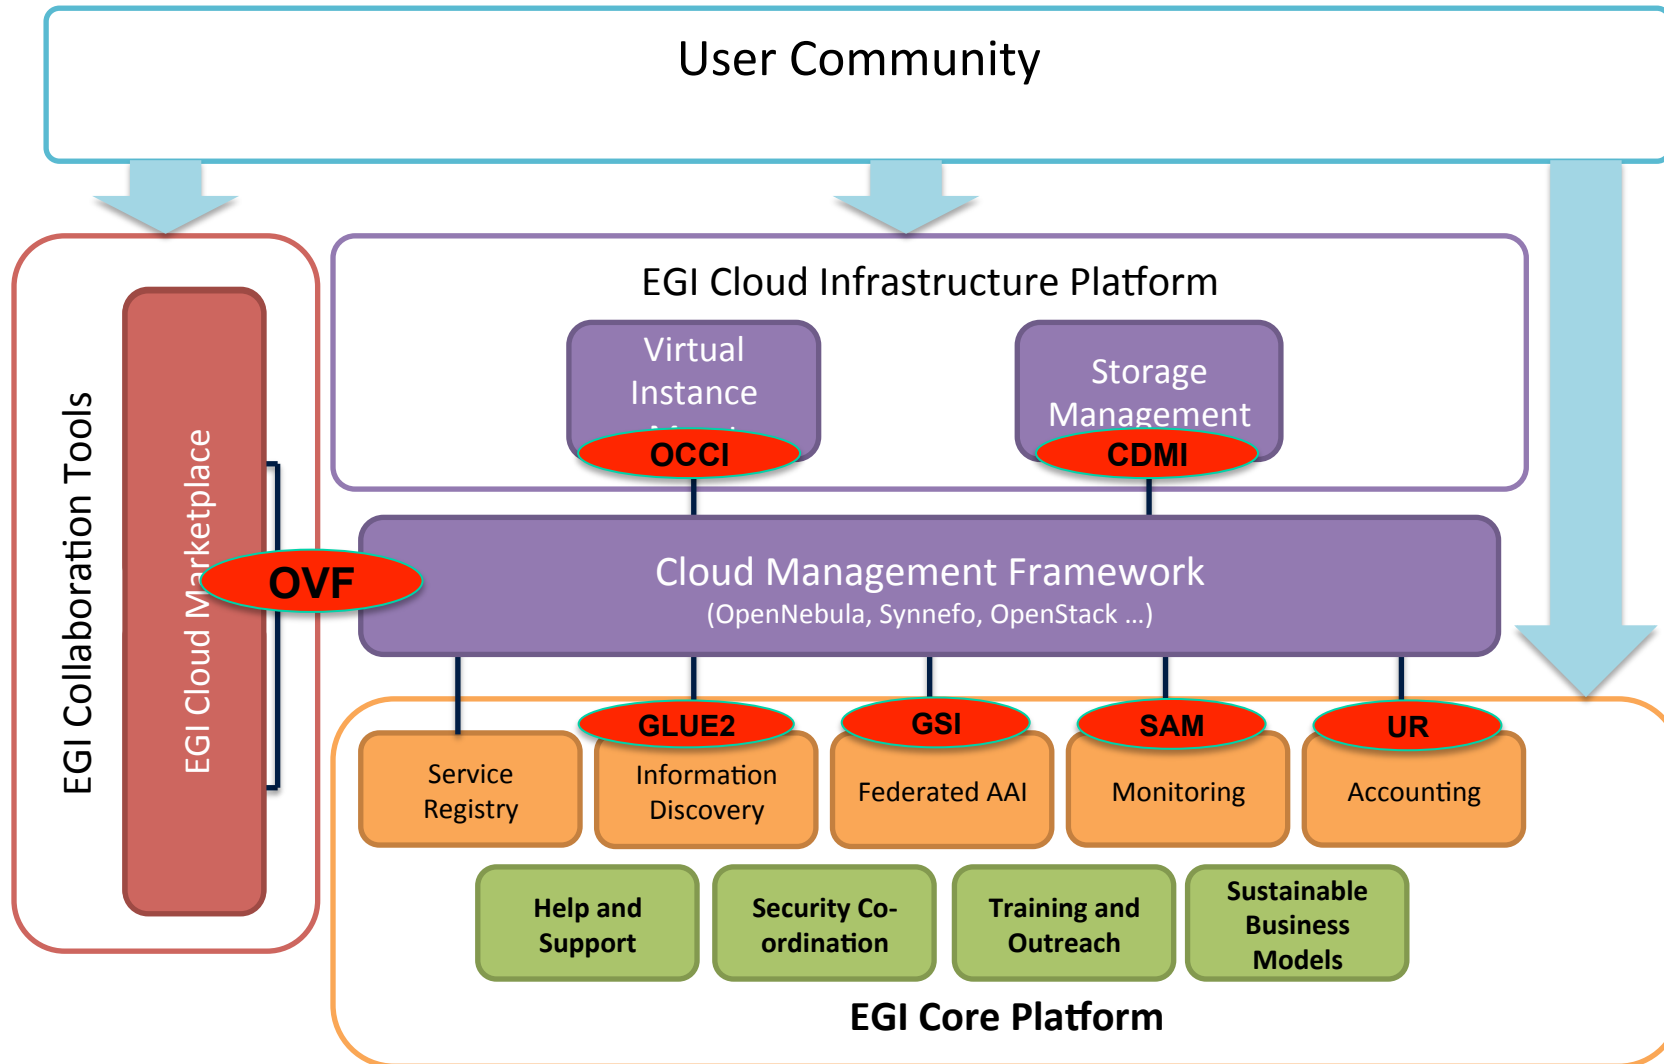 User Community
EGI Collaboration Tools
EGI Cloud Marketplace
EGI Cloud Infrastructure Platform
Virtual
Instance
OCCI
Storage
Management
CDMI
OVF
Cloud Management Framework
(OpenNebula, Synnefo, OpenStack ...)
Service
Registry
GLUE2
Information
Discovery
GSI
Federated AAI
SAM
Monitoring
UR
Accounting
Help and
Support
Security Co-
ordination
Training and
Outreach
Sustainable
Business
Models
EGI Core Platform